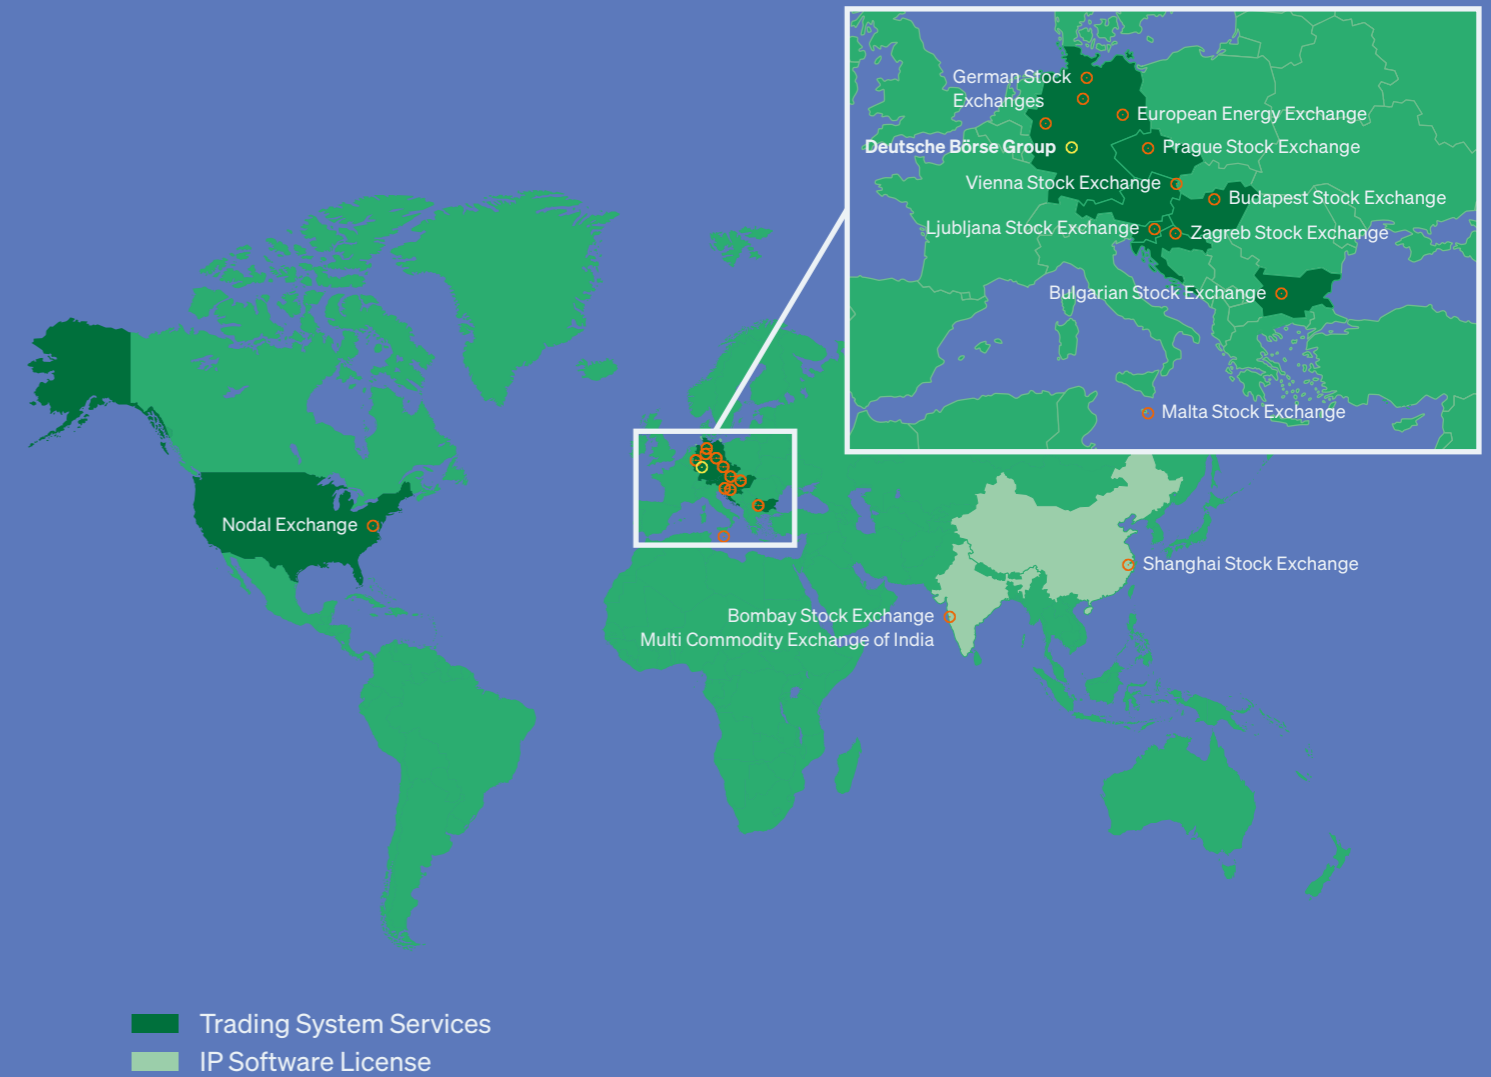 German Stock
Exchanges
European Energy Exchange
Deutsche Börse Group
Prague Stock Exchange
Vienna Stock Exchange
Budapest Stock Exchange
Ljubljana Stock Exchange
Zagreb Stock Exchange
Bulgarian Stock Exchange
Malta Stock Exchange
Nodal Exchange
Shanghai Stock Exchange
Bombay Stock Exchange
Multi Commodity Exchange of India
Trading System Services
IP Software License